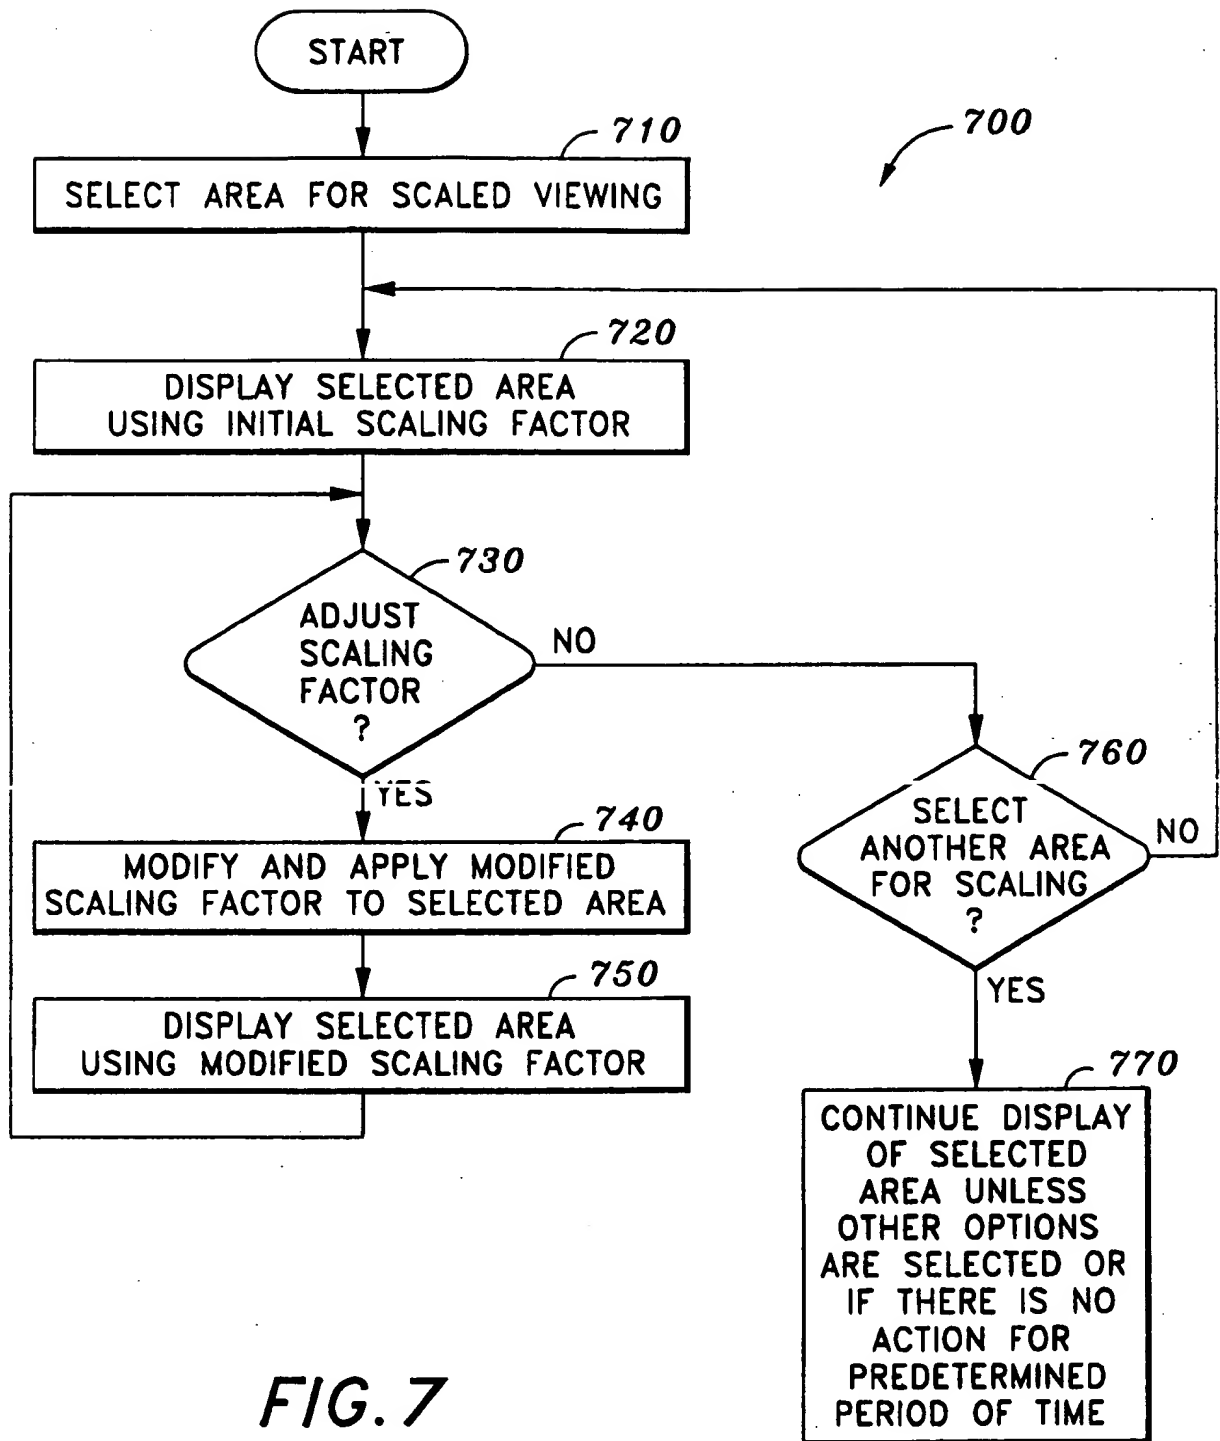 START
710
700
SELECT AREA FOR SCALED VIEWING
720
DISPLAY SELECTED AREA
USING INITIAL SCALING FACTOR
730
ADJUST
SCALING
FACTOR
?
NO
YES
760
SELECT
ANOTHER AREA
FOR SCALING
?
NO
YES
740
MODIFY AND APPLY MODIFIED
SCALING FACTOR TO SELECTED AREA
750
DISPLAY SELECTED AREA
USING MODIFIED SCALING FACTOR
770
CONTINUE DISPLAY
OF SELECTED
AREA UNLESS
OTHER OPTIONS
ARE SELECTED OR
IF THERE IS NO
ACTION FOR
PREDETERMINED
PERIOD OF TIME
FIG. 7